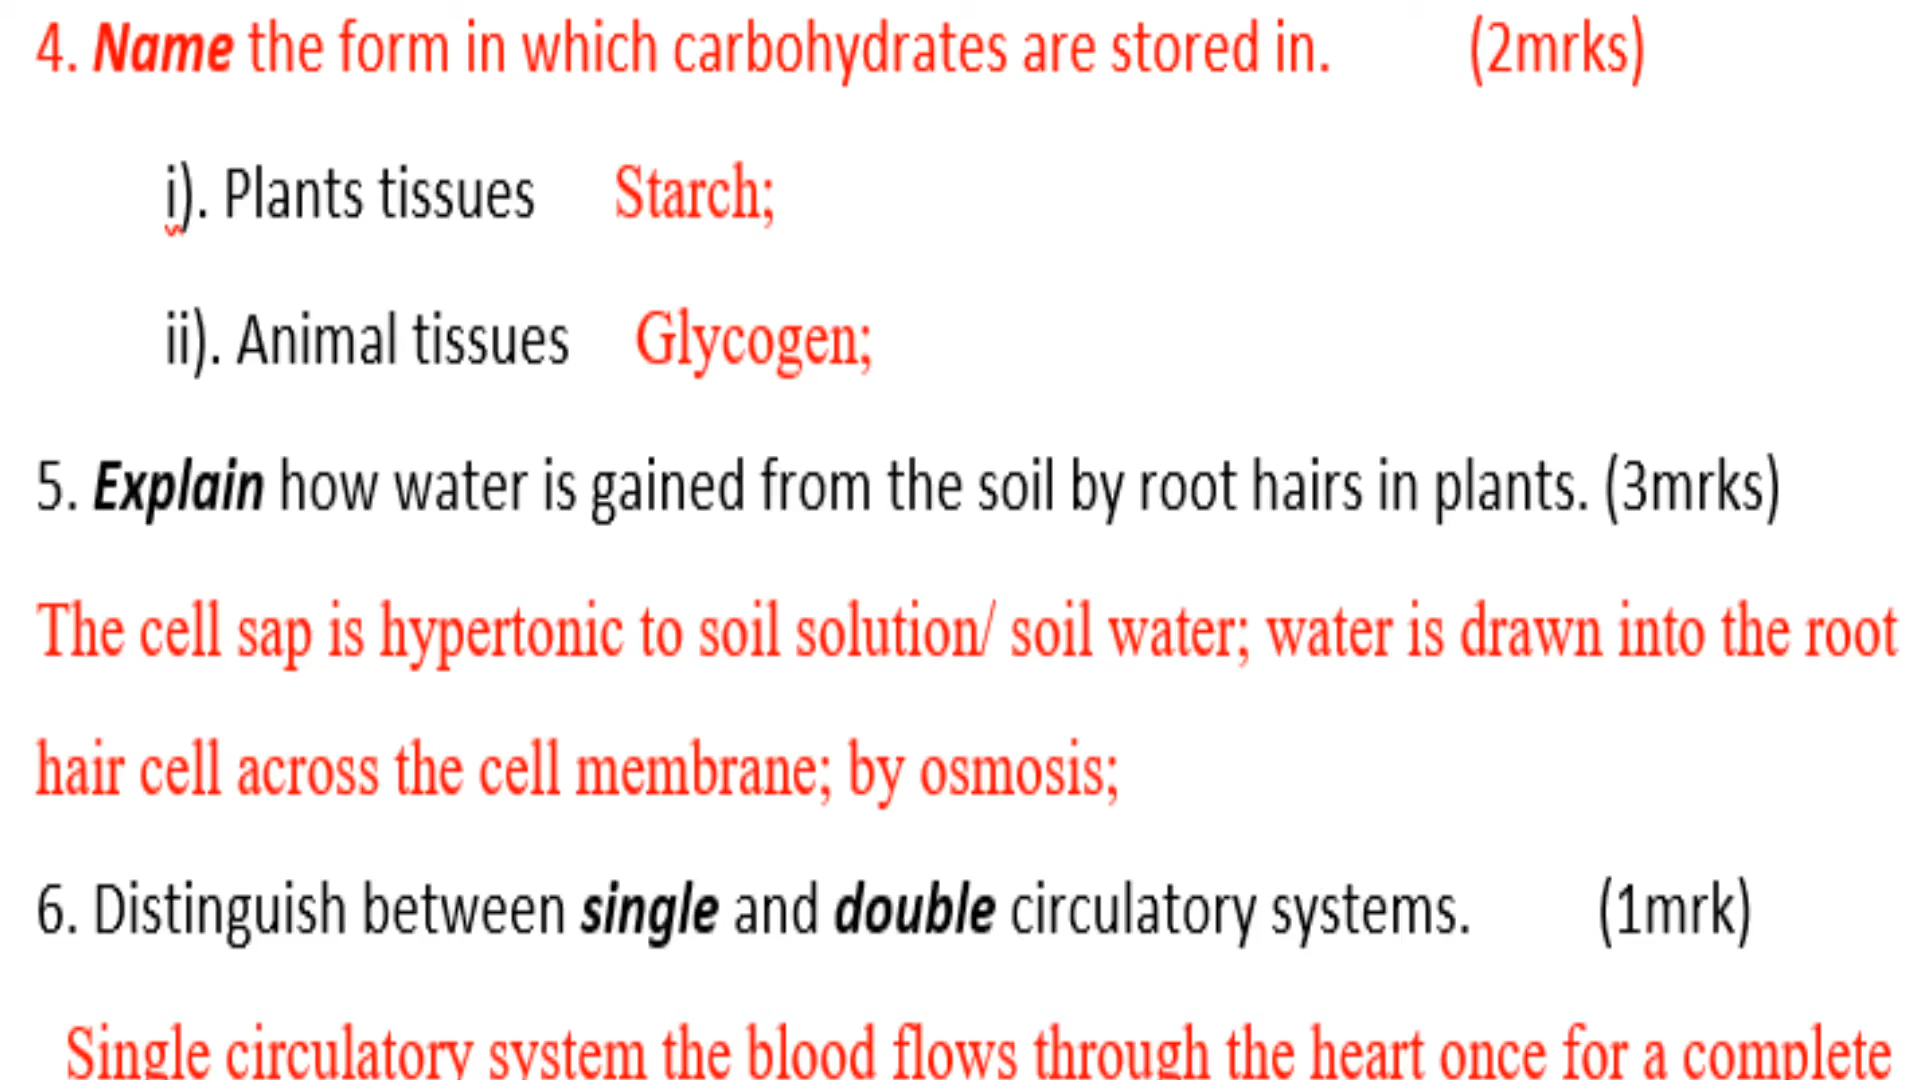 4. Name the form in which carbohydrates are stored in. (2mrks)
i). Plants tissues Starch;
ii). Animal tissues Glycogen;
5. Explain how water is gained from the soil by root hairs in plants. (3mrks)
The cell sap is hypertonic to soil solution/ soil water; water is drawn into the root
hair cell across the cell membrane; by osmosis;
6. Distinguish between single and double circulatory systems. (1mrk)
Single circulatory system the blood flows through the heart once for a complete